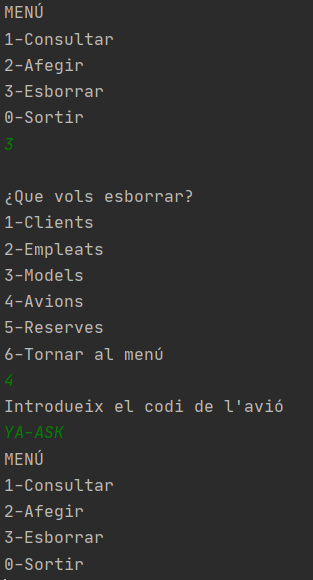 MENÚ
1-Consultar
2-Afegir
3-Esborrar
0-Sortir
3
¿Que vols esborrar?
1-Clients
2-Empleats
3-Models
4-Avions
5-Reserves
6-Tornar al menú
4
Introdueix el codi de l'avió
YA-ASK
MENÚ
1-Consultar
2-Afegir
3-Esborrar
0-Sortir